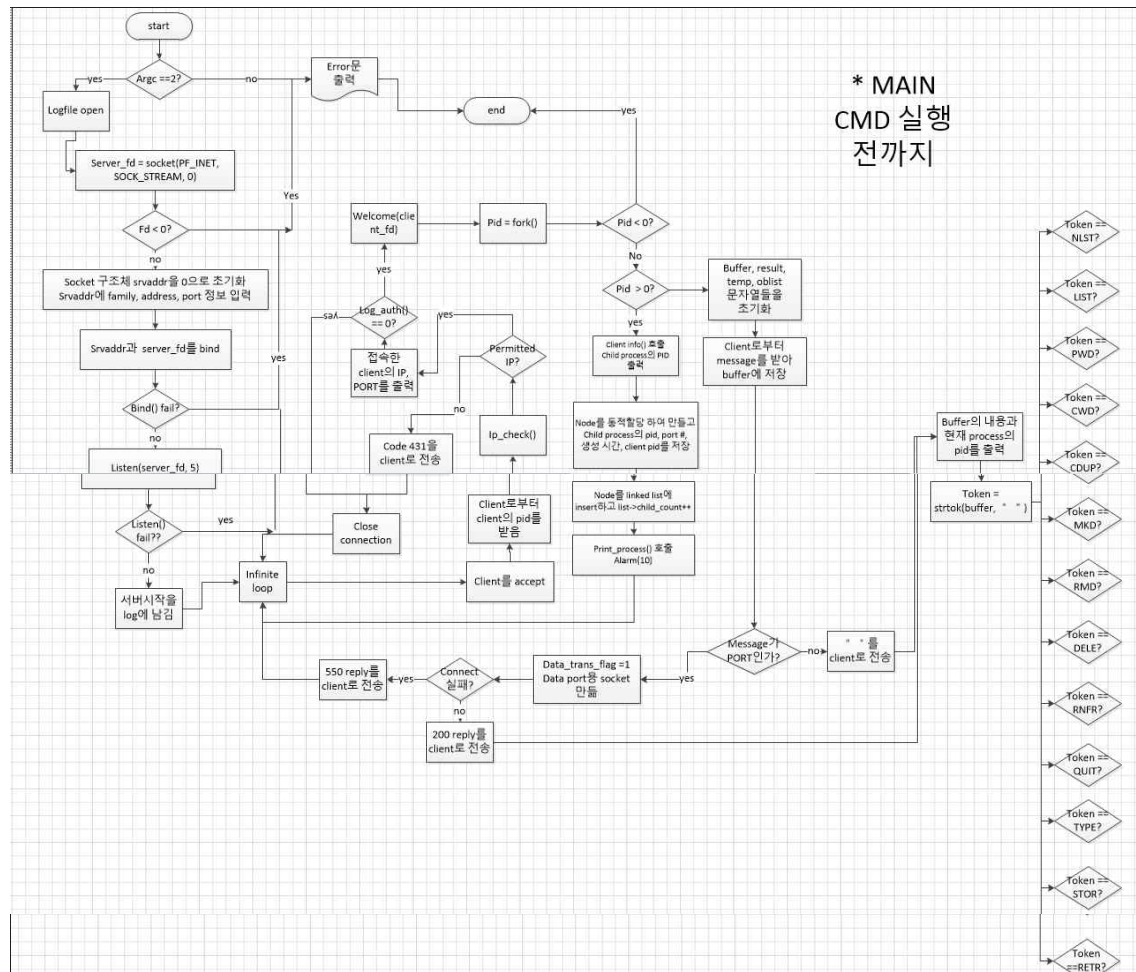 start
Argc ==2?
yes
no
Logfile open
Error문
출력
end
yes
* MAIN
CMD 실행
전까지
Server_fd = socket(PF_INET,
SOCK_STREAM, 0)
Yes
Fd < 0?
no
Socket 구조체 srvaddr을 0으로 초기화
Srvaddr에 family, address, port 정보 입력
yes
Srvaddr과 server_fd를 bind
Bind() fail?
no
Listen(server_fd, 5)
Listen()
fail??
yes
no
서버시작을
log에 남김
Infinite
loop
Client를 accept
Client로부터
client의 pid를
받음
Ip_check()
Permitted
IP?
yes
no
Code 431을
client로 전송
Close
connection
접속한
client의 IP,
PORT를 출력
Log_auth()
== 0?
yes
yes
Welcome(clie
nt_fd)
Pid = fork()
Pid < 0?
No
Pid > 0?
yes
Client info() 호출
Child process의 PID
출력
Node를 동적할당 하여 만들고
Child process의 pid, port #,
생성 시간, client pid를 저장
Node를 linked list에
insert하고 list->child_count++
Print_process() 호출
Alarm(10)
Buffer, result,
temp, oblist
문자열들을
초기화
Client로부터
message를 받아
buffer에 저장
Message가
PORT인가?
no
yes
" " 를
client로 전송
Data_trans_flag =1
Data port용 socket
만듦
Connect
실패?
yes
no
550 reply를
client로 전송
200 reply를
client로 전송
Buffer의 내용과
현재 process의
pid를 출력
Token =
strtok(buffer, " " )
Token ==
NLST?
Token ==
LIST?
Token ==
PWD?
Token ==
CWD?
Token ==
CDUP?
Token ==
MKD?
Token ==
RMD?
Token ==
DELE?
Token ==
RNFR?
Token ==
QUIT?
Token ==
TYPE?
Token ==
STOR?
Token
==RETR?